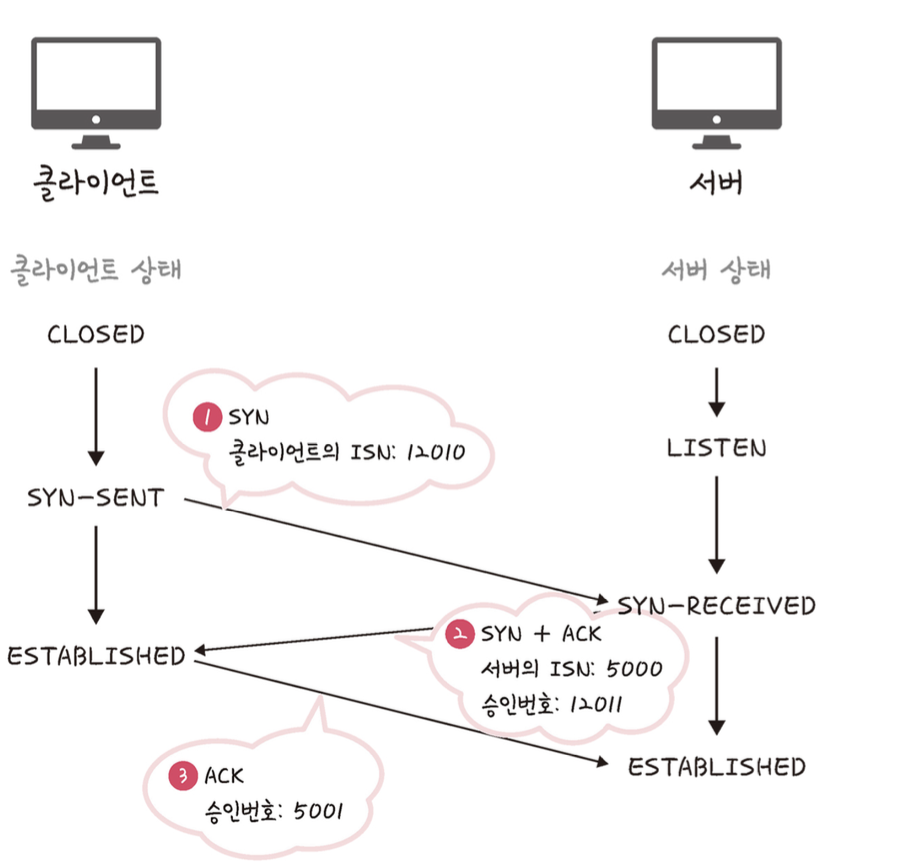 클라이언트
서버
클라이언트 상태
서버 상태
CLOSED
CLOSED
1 SYN
클라이언트의 ISN: 12010
LISTEN
SYN-SENT
SYN-RECEIVED
2 SYN + ACK
서버의 ISN: 5000
승인번호: 12011
ESTABLISHED
ESTABLISHED
3 ACK
승인번호: 5001